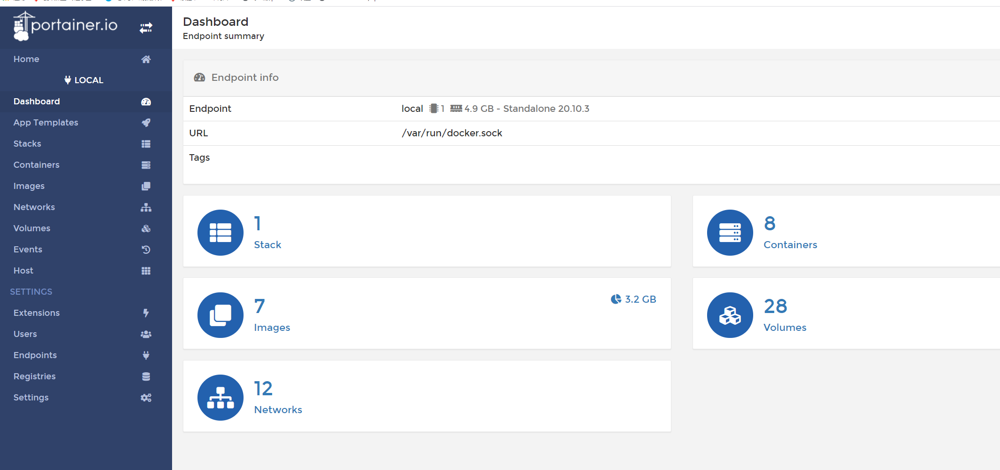 portainer.io
Home
LOCAL
Dashboard
App Templates
Stacks
Containers
Images
Networks
Volumes
Events
Host
SETTINGS
Extensions
Users
Endpoints
Registries
Settings
Dashboard
Endpoint summary
Endpoint info
Endpoint local 1 4.9 GB - Standalone 20.10.3
URL /var/run/docker.sock
Tags
1
Stack
8
Containers
7
Images
3.2 GB
28
Volumes
12
Networks